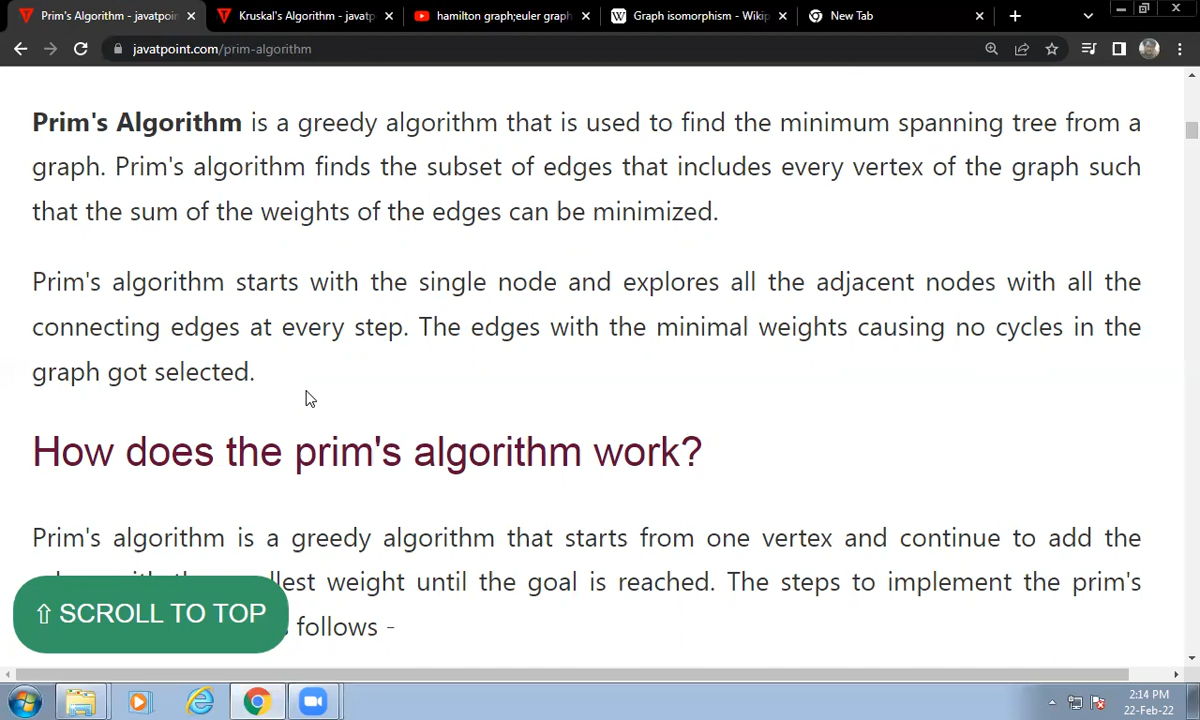 Prim's Algorithm - javatpoin
Kruskal's Algorithm - javatp
hamilton graph;euler graph
Graph isomorphism - Wikip
New Tab
javatpoint.com/prim-algorithm
Prim's Algorithm is a greedy algorithm that is used to find the minimum spanning tree from a
graph. Prim's algorithm finds the subset of edges that includes every vertex of the graph such
that the sum of the weights of the edges can be minimized.
Prim's algorithm starts with the single node and explores all the adjacent nodes with all the
connecting edges at every step. The edges with the minimal weights causing no cycles in the
graph got selected.
How does the prim's algorithm work?
Prim's algorithm is a greedy algorithm that starts from one vertex and continue to add the
llest weight until the goal is reached. The steps to implement the prim's
follows -
⇧ SCROLL TO TOP
2:14 PM
22-Feb-22